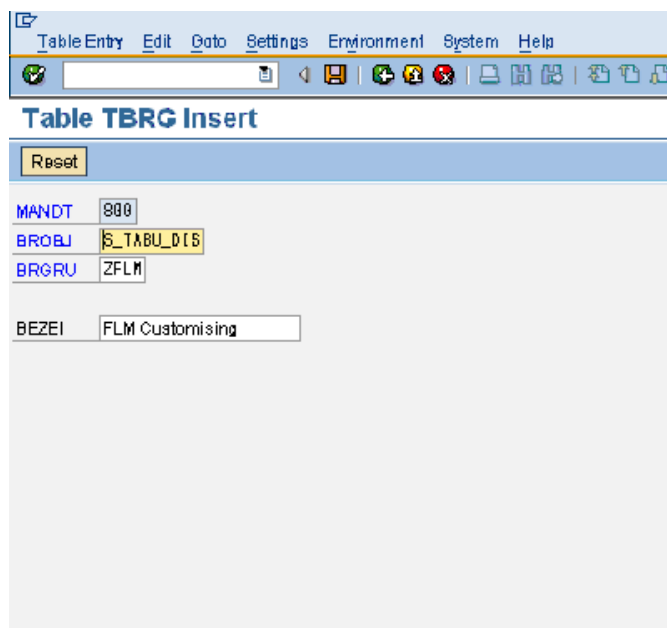 Table Entry Edit Goto Settings Environment System Help
Table TBRG Insert
Reset
MANDT 800
BROBJ S_TABU_DIS
BRGRU ZFLM
BEZEI FLM Customising